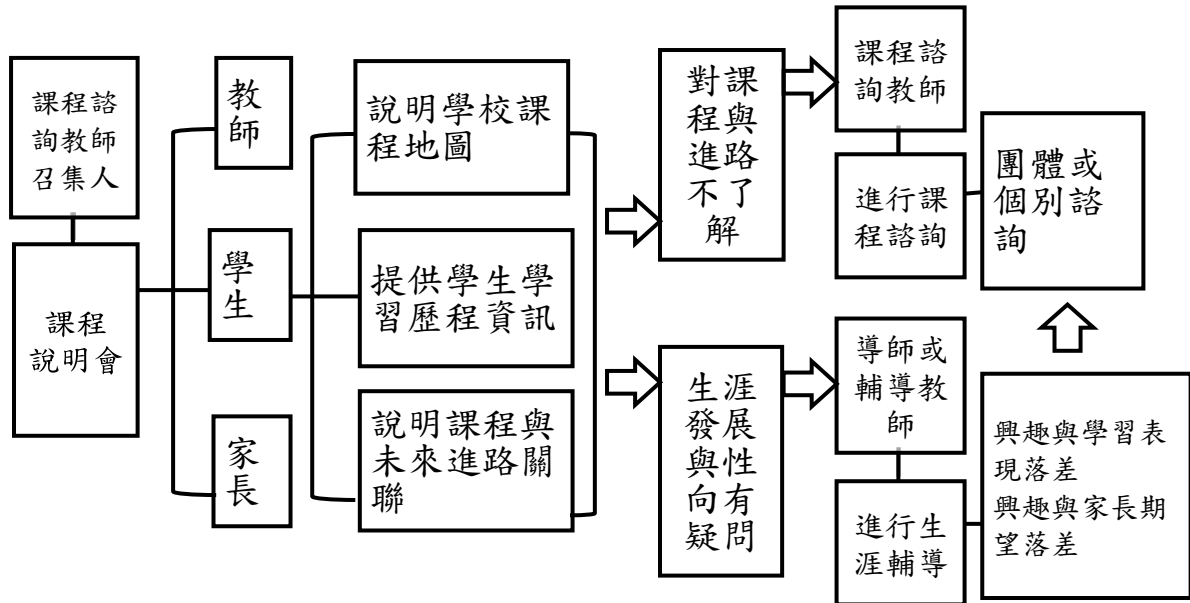 課程諮
詢教師
召集人
課程
說明會
教
師
學
生
家
長
說明學校課
程地圖
提供學生學
習歷程資訊
說明課程與
未來進路關
聯
對課
程與
進路
不了
解
生涯
發展
與性
向有
疑問
課程諮
詢教師
進行課
程諮詢
團體或
個別諮
詢
導師或
輔導教
師
進行生
涯輔導
興趣與學習表
現落差
興趣與家長期
望落差